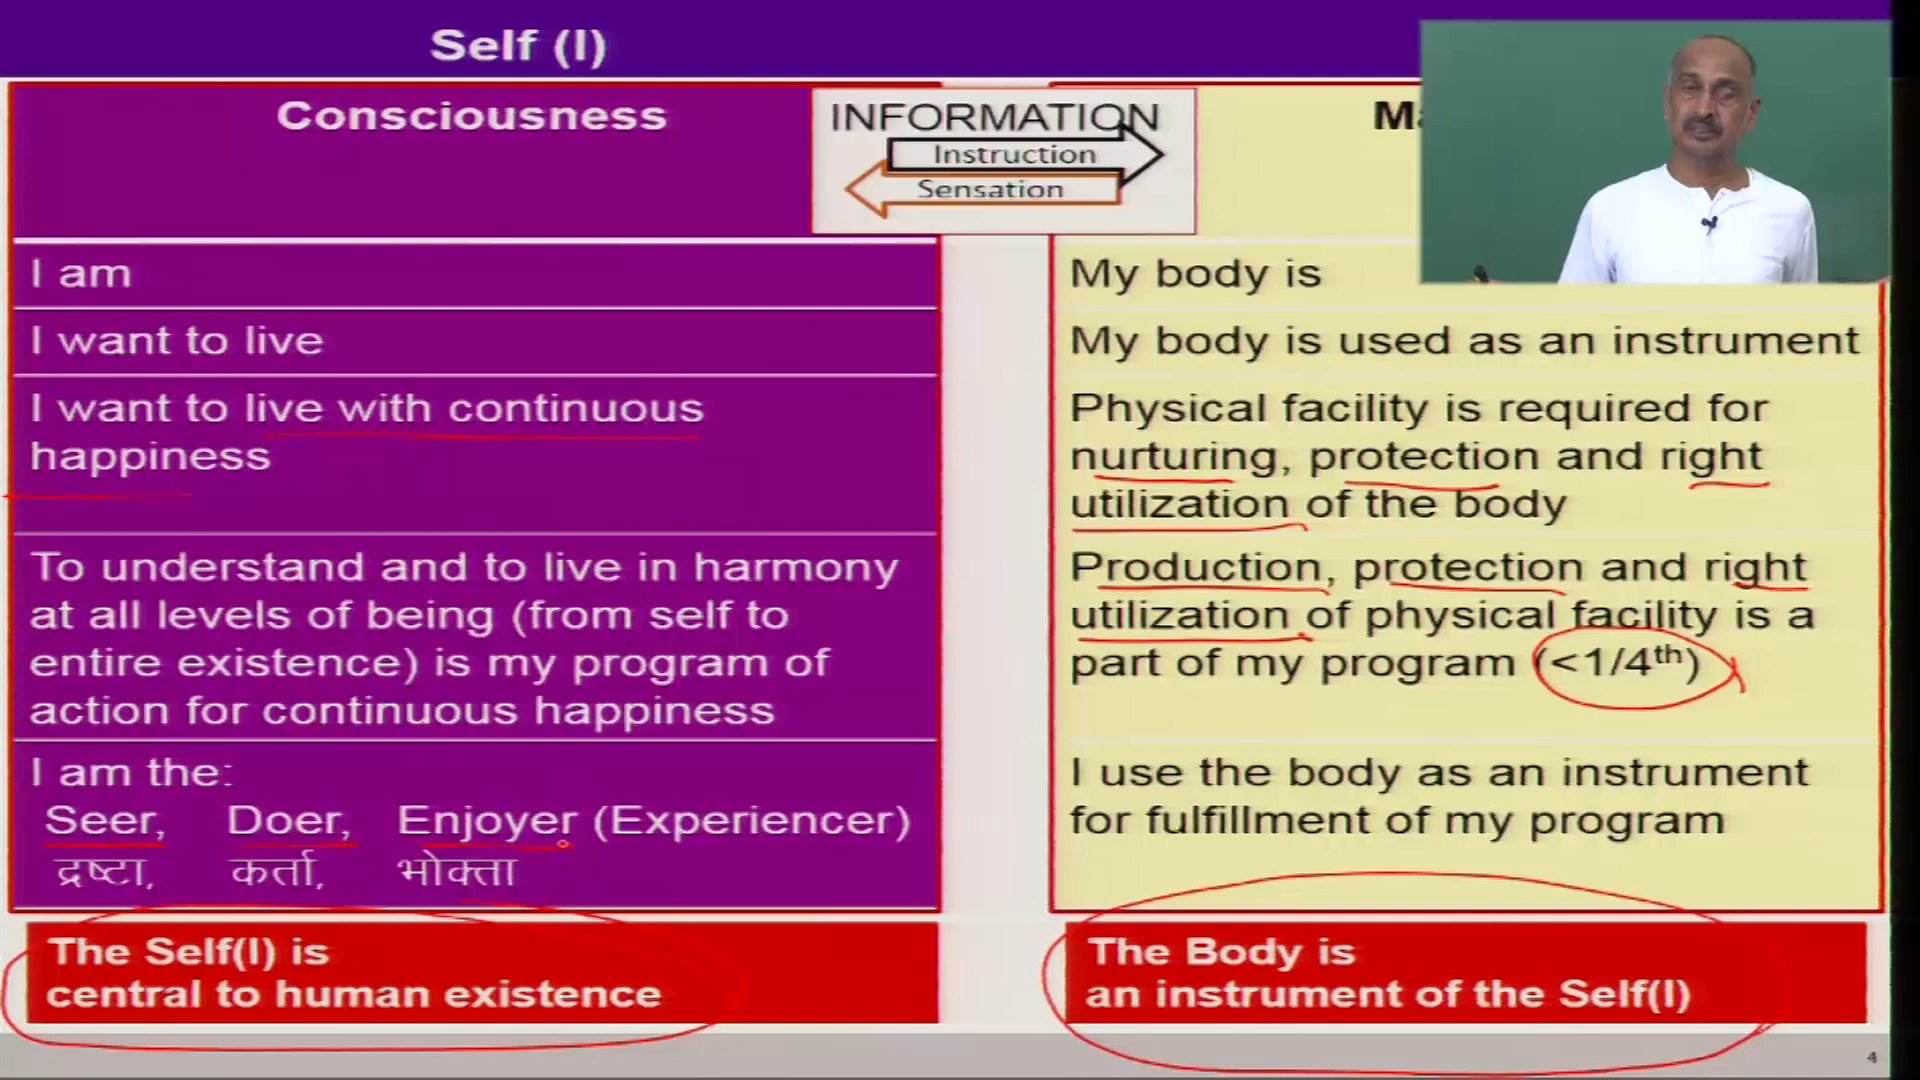 Self (I)
Consciousness
INFORMATION
Instruction
Sensation
I am
My body is
I want to live
My body is used as an instrument
I want to live with continuous
happiness
Physical facility is required for
nurturing, protection and right
utilization of the body
To understand and to live in harmony
at all levels of being (from self to
entire existence) is my program of
action for continuous happiness
Production, protection and right
utilization of physical facility is a
part of my program (<1/4th)
I am the:
Seer, Doer, Enjoyer (Experiencer)
द्रष्टा, कर्ता, भोक्ता
I use the body as an instrument
for fulfillment of my program
The Self(I) is
central to human existence
The Body is
an instrument of the Self(I)
4